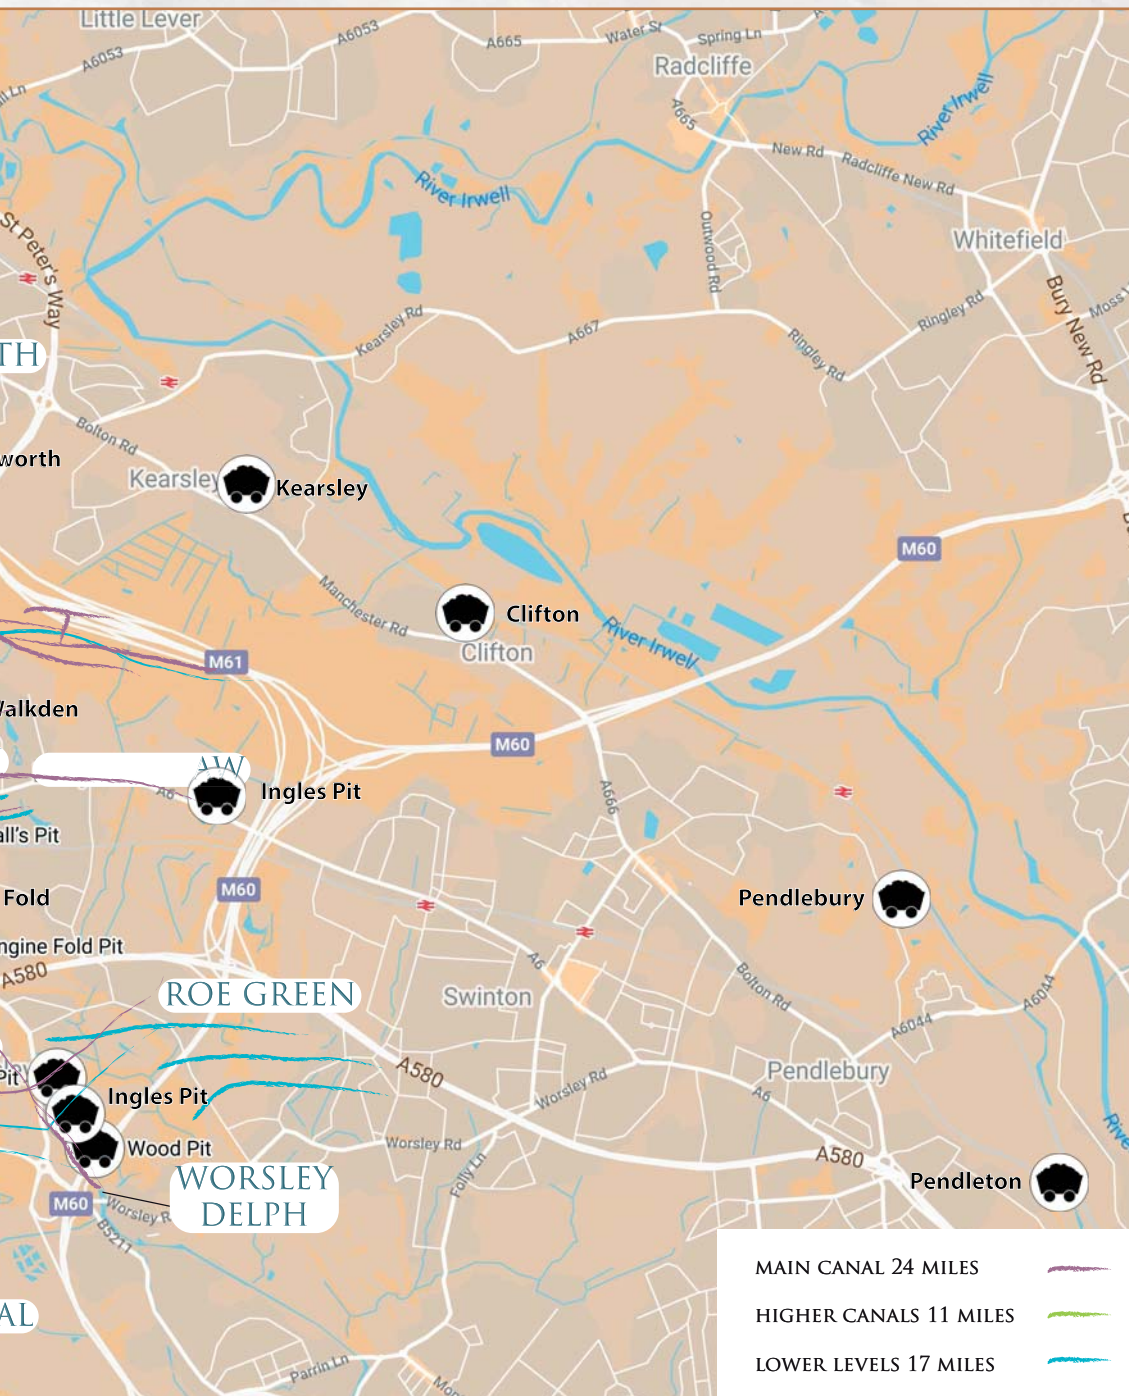 Little Lever
A6053
A6053
A665
Water St
Spring Ln
Radcliffe
A665
River Irwell
New Rd
Radcliffe New Rd
River Irwell
St Peter's Way
Outwood Rd
Whitefield
Kearsley Rd
A667
Ringley Rd
Ringley Rd
Bury New Rd
Moss
TH
Bolton Rd
worth
Kearsley
Kearsley
M60
Manchester Rd
Clifton
Clifton
River Irwell
M61
Walkden
M60
AW
A6
Ingles Pit
A666
all's Pit
M60
Fold
Pendlebury
ngine Fold Pit
A580
A6
Bolton Rd
ROE GREEN
Swinton
A6044
A6044
Pit
A580
Pendlebury
Ingles Pit
Worsley Rd
A6
River
Wood Pit
Worsley Rd
A580
WORSLEY
DELPH
Folly Ln
Pendleton
M60
Worsley R
B5211
AL
Parrin Ln
MAIN CANAL 24 MILES
HIGHER CANALS 11 MILES
LOWER LEVELS 17 MILES